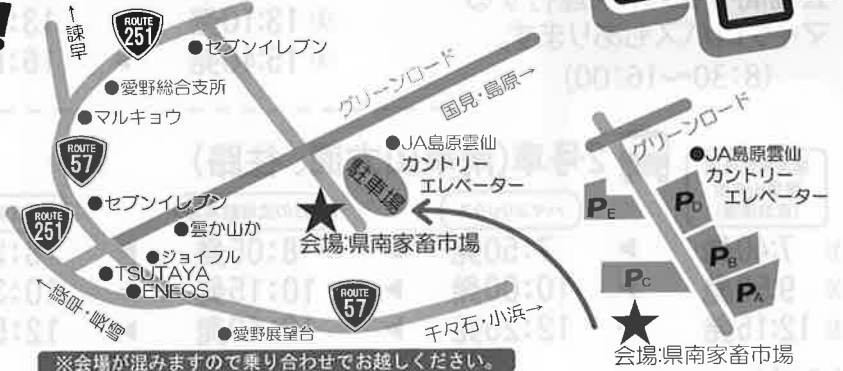 !
←諫早
ROUTE
251
●セブンイレブン
●愛野総合支所
●マルキョウ
グリーンロード
国見・島原→
ROUTE
57
●JA島原雲仙
カントリー
エレベーター
駐車場
●セブンイレブン
ROUTE
251
●雲か山か
会場:県南家畜市場
●ジョイフル
●TSUTAYA
●ENEOS
←諫早・長崎
ROUTE
57
●愛野展望台
千々石・小浜→
※会場が混みますので乗り合わせてお越しください。
グリーンロード
●JA島原雲仙
カントリー
エレベーター
PE
PD
PB
PC
PA
会場:県南家畜市場